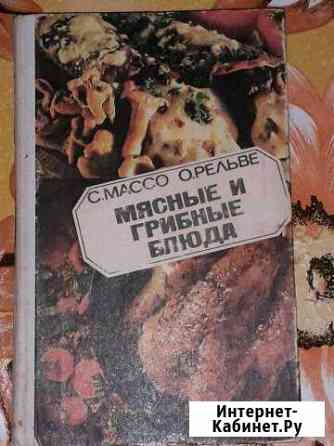 С. МАССО О. РЕЛЬВЕ
МЯСНЫЕ И
ГРИБНЫЕ
БЛЮДА
Интернет-
Кабинет.Ру